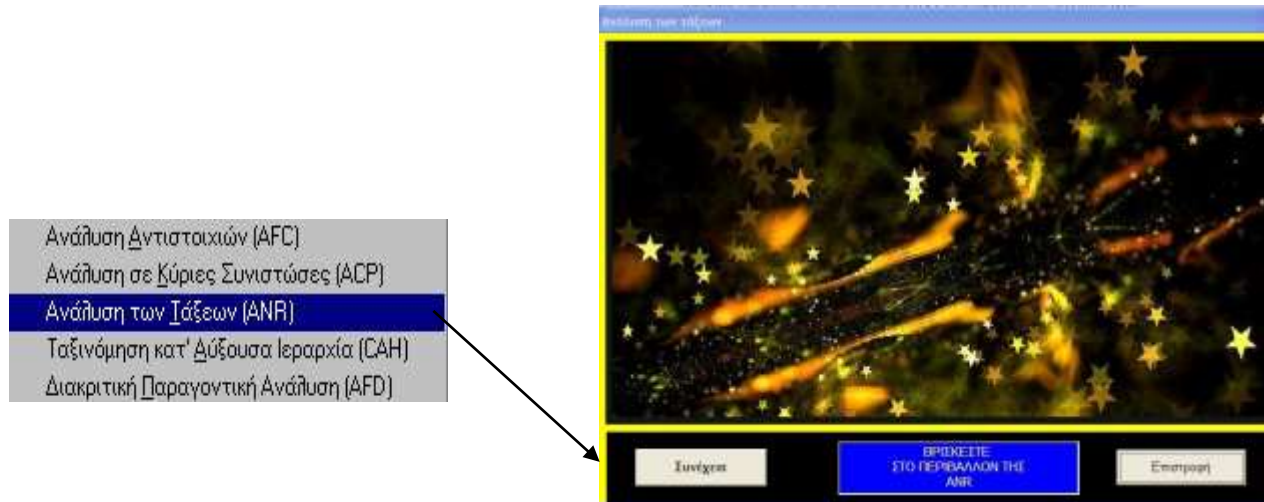 Ανάλυση Αντιστοιχιών (AFC)
Ανάλυση σε Κύριες Συνιστώσες (ACP)
Ανάλυση των Τάξεων (ANR)
Ταξινόμηση κατ' Αύξουσα Ιεραρχία (CAH)
Διακριτική Παραγοντική Ανάλυση (AFD)
Ανάλυση των τάξεων
Συνέχεια
ΒΡΙΣΚΕΣΤΕ
ΣΤΟ ΠΕΡΙΒΑΛΛΟΝ ΤΗΣ
ANR
Επιστροφή